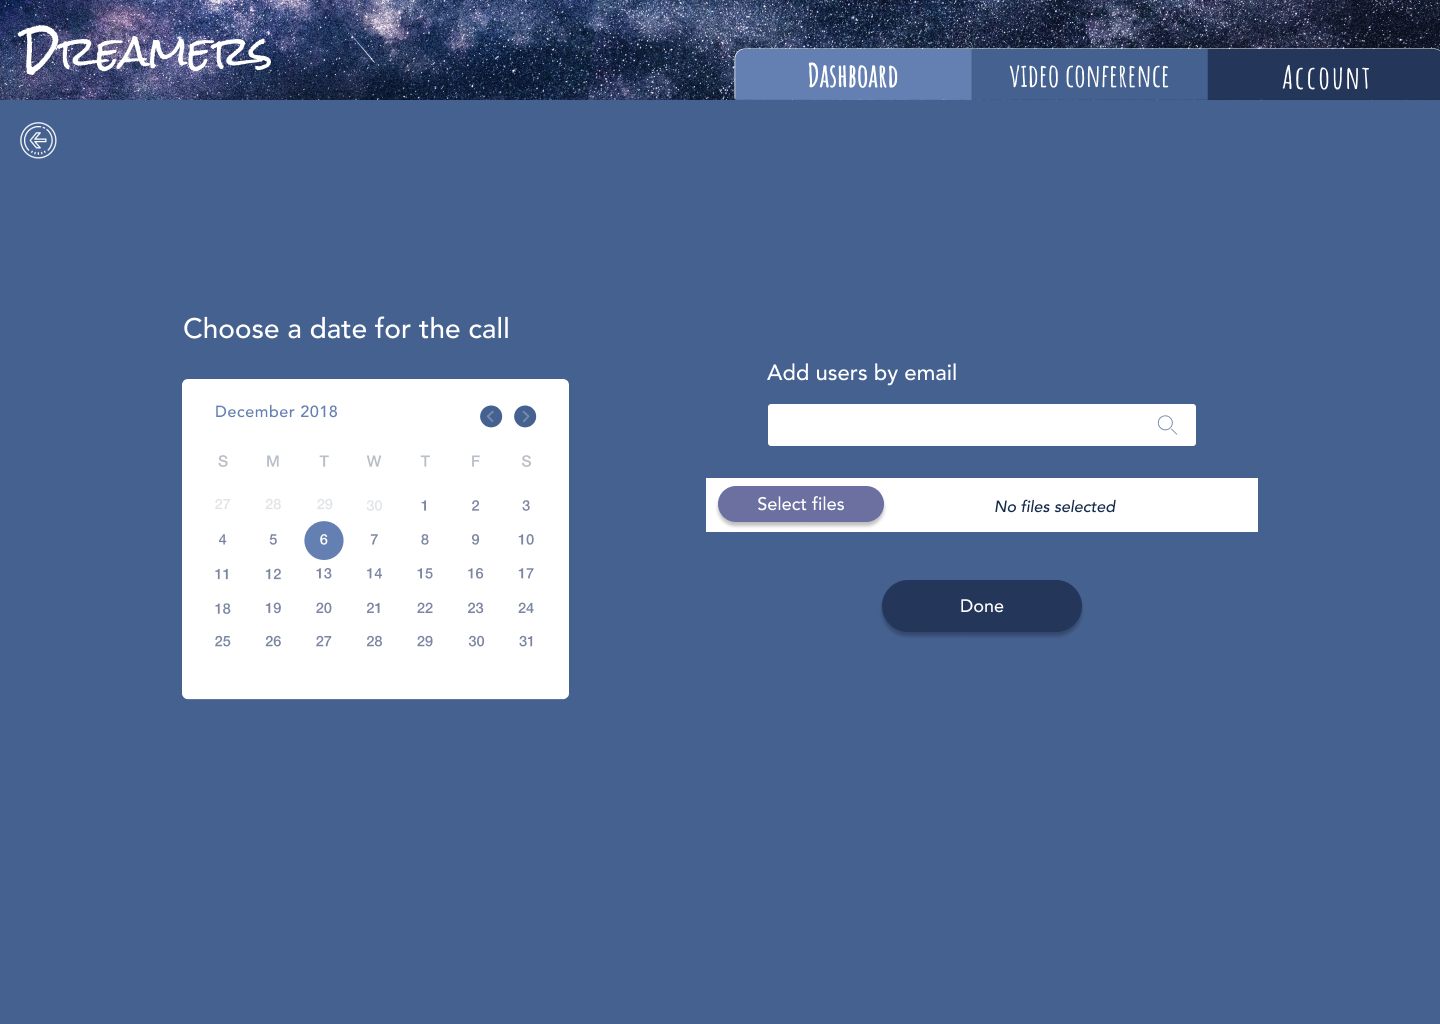 Dreamers
Dashboard
video conference
Account
Choose a date for the call
December 2018
S M T W T F S
27 28 29 30 1 2 3
4 5 6 7 8 9 10
11 12 13 14 15 16 17
18 19 20 21 22 23 24
25 26 27 28 29 30 31
Add users by email
Select files
No files selected
Done